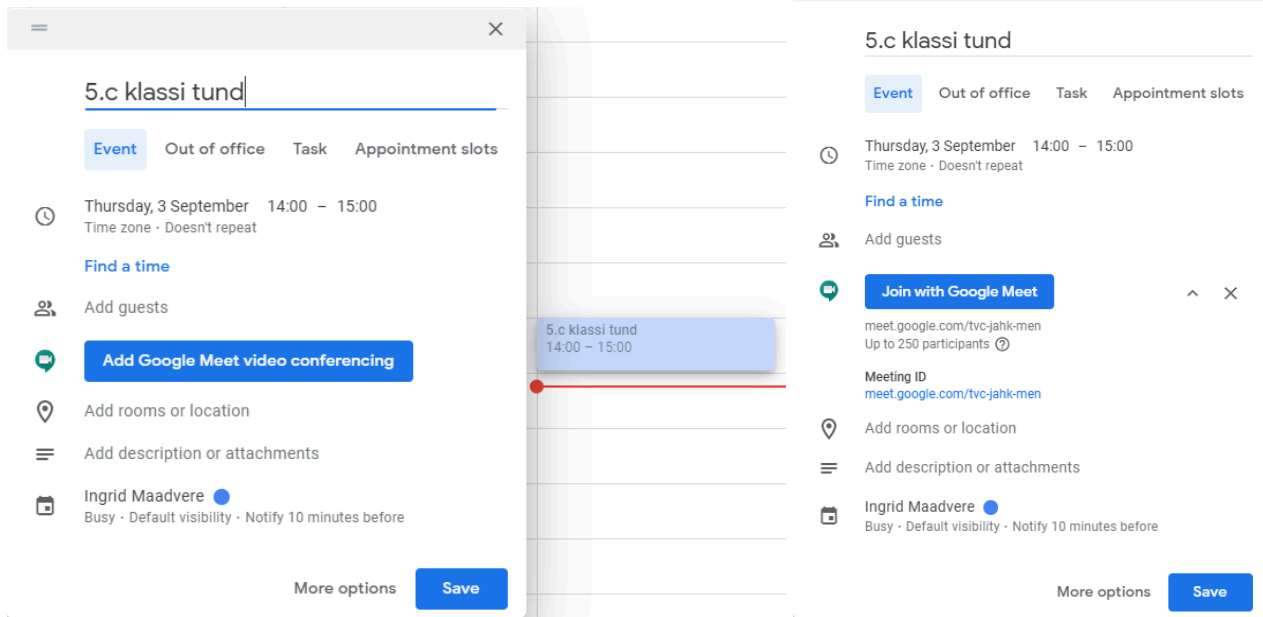 5.c klassi tund
Event Out of office Task Appointment slots
Thursday, 3 September 14:00 – 15:00
Time zone · Doesn't repeat
Find a time
Add guests
Add Google Meet video conferencing
Add rooms or location
Add description or attachments
Ingrid Maadvere
Busy · Default visibility · Notify 10 minutes before
More options Save
5.c klassi tund
14:00 – 15:00
5.c klassi tund
Event Out of office Task Appointment slots
Thursday, 3 September 14:00 – 15:00
Time zone · Doesn't repeat
Find a time
Add guests
Join with Google Meet
meet.google.com/tvc-jahk-men
Up to 250 participants
Meeting ID
meet.google.com/tvc-jahk-men
Add rooms or location
Add description or attachments
Ingrid Maadvere
Busy · Default visibility · Notify 10 minutes before
More options Save